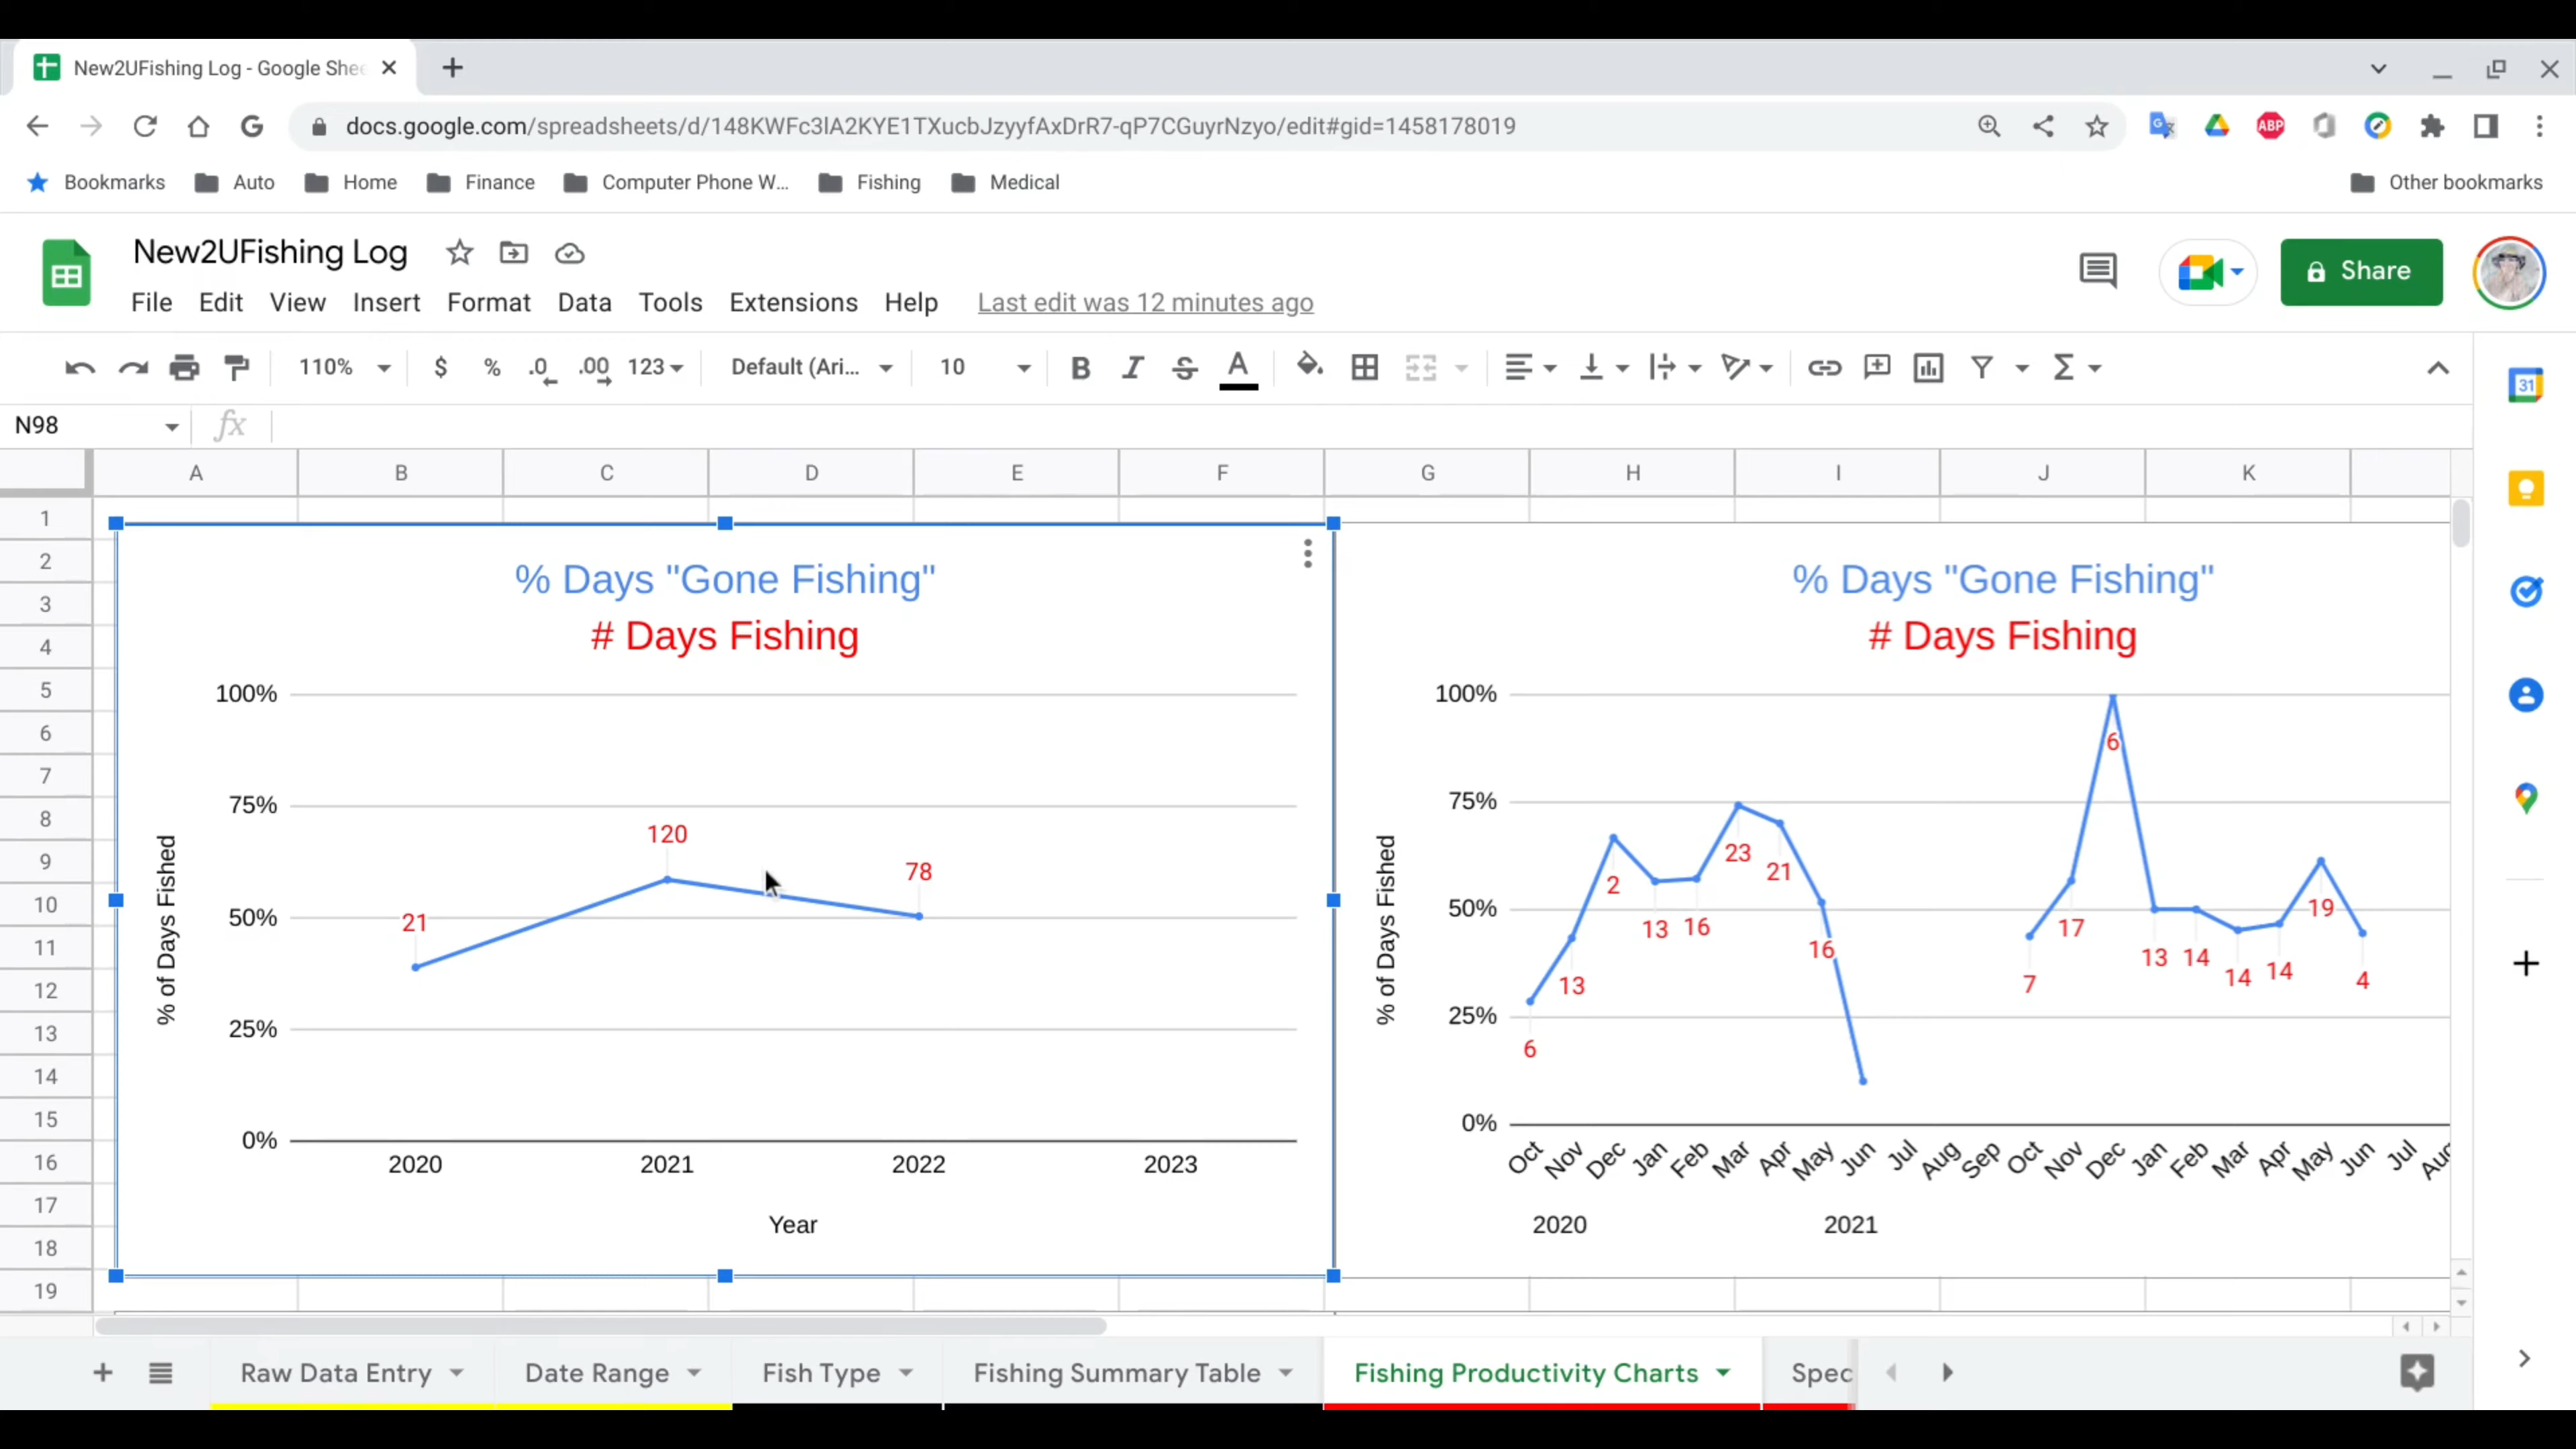 New2UFishing Log - Google Shee
docs.google.com/spreadsheets/d/148KWFc3lA2KYE1TXucbJzyyfAxDrR7-qP7CGuyrNzyo/edit#gid=1458178019
ABP
Bookmarks Auto Home Finance Computer Phone W... Fishing Medical Other bookmarks
New2UFishing Log
Share
File Edit View Insert Format Data Tools Extensions Help Last edit was 12 minutes ago
110% $ % .0 .00 123 Default (Ari... 10 B I S A
31
N98 fx
A B C D E F G H I J K
1
2
3
4
5
6
7
8
9
10
11
12
13
14
15
16
17
18
19
% Days "Gone Fishing"
# Days Fishing
100%
75%
50%
25%
0%
% of Days Fished
21 120 78
2020 2021 2022 2023
Year
% Days "Gone Fishing"
# Days Fishing
100%
75%
50%
25%
0%
% of Days Fished
6 13 2 13 16 23 21 16 7 17 6 13 14 14 14 19 4
Oct Nov Dec Jan Feb Mar Apr May Jun Jul Aug Sep Oct Nov Dec Jan Feb Mar Apr May Jun Jul Aug
2020 2021
Raw Data Entry Date Range Fish Type Fishing Summary Table Fishing Productivity Charts Spec